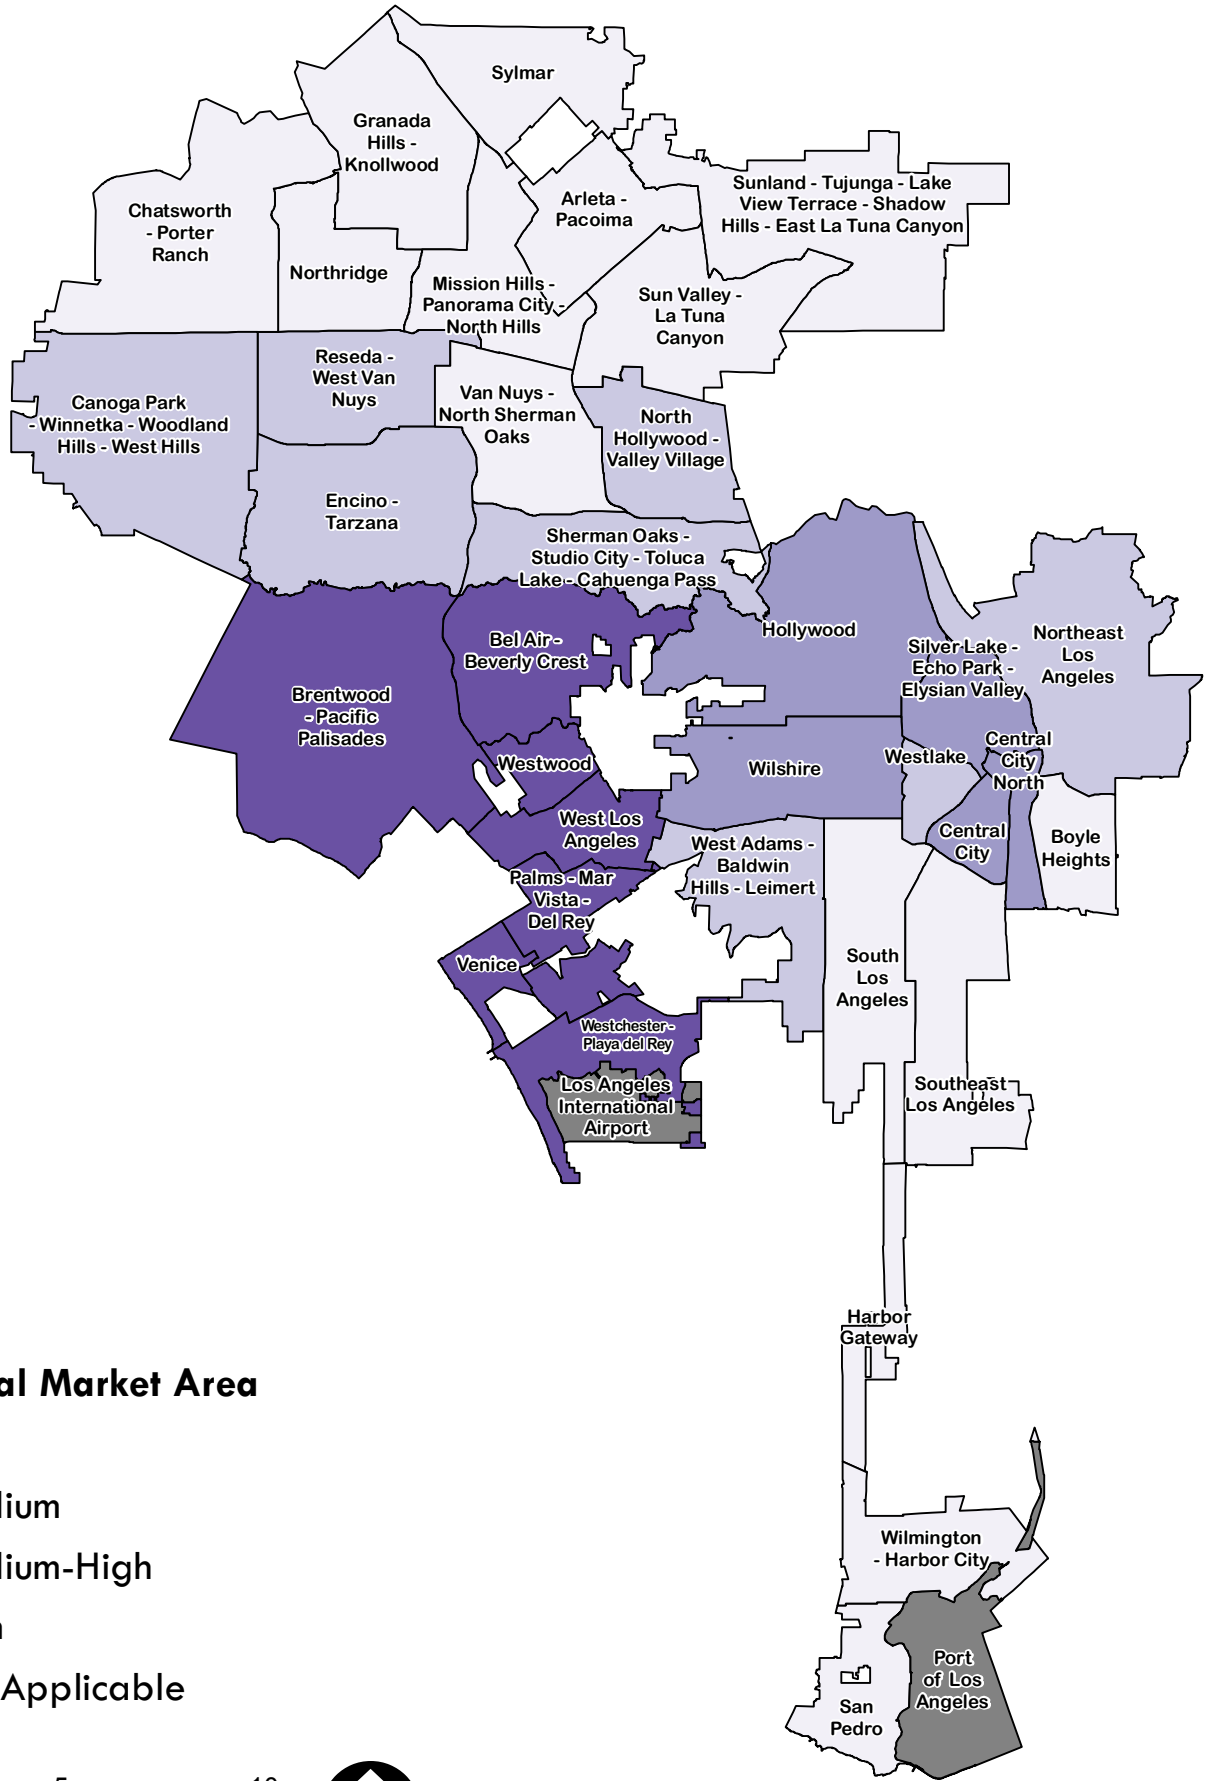 Sylmar
Granada
Hills -
Knollwood
Chatsworth
- Porter
Ranch
Northridge
Arleta -
Pacoima
Sunland - Tujunga - Lake
View Terrace - Shadow
Hills - East La Tuna Canyon
Mission Hills -
Panorama City -
North Hills
Sun Valley -
La Tuna
Canyon
Reseda -
West Van
Nuys
Canoga Park
- Winnetka - Woodland
Hills - West Hills
Van Nuys -
North Sherman
Oaks
North
Hollywood -
Valley Village
Encino -
Tarzana
Sherman Oaks -
Studio City - Toluca
Lake - Cahuenga Pass
Hollywood
Bel Air -
Beverly Crest
Silver Lake -
Echo Park -
Elysian Valley
Northeast
Los
Angeles
Brentwood
- Pacific
Palisades
Westwood
Wilshire
Westlake
Central
City
North
West Los
Angeles
Central
City
Boyle
Heights
West Adams -
Baldwin
Hills - Leimert
Palms - Mar
Vista -
Del Rey
Venice
South
Los
Angeles
Westchester -
Playa del Rey
Los Angeles
International
Airport
Southeast
Los Angeles
Harbor
Gateway
al Market Area
dium
dium-High
Applicable
Wilmington
- Harbor City
Port
of Los
Angeles
San
Pedro